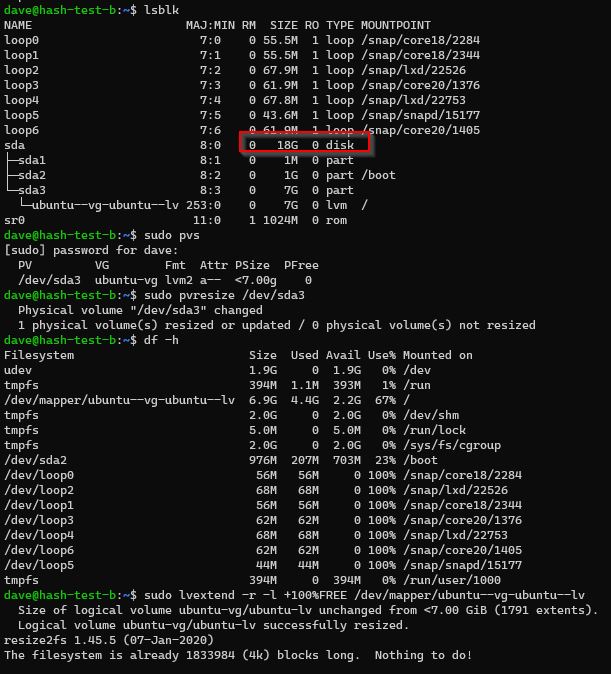 dave@hash-test-b:~$ lsblk
NAME                      MAJ:MIN RM  SIZE RO TYPE MOUNTPOINT
loop0                       7:0    0 55.5M  1 loop /snap/core18/2284
loop1                       7:1    0 55.5M  1 loop /snap/core18/2344
loop2                       7:2    0 67.9M  1 loop /snap/lxd/22526
loop3                       7:3    0 61.9M  1 loop /snap/core20/1376
loop4                       7:4    0 67.8M  1 loop /snap/lxd/22753
loop5                       7:5    0 43.6M  1 loop /snap/snapd/15177
loop6                       7:6    0 61.9M  1 loop /snap/core20/1405
sda                         8:0    0   18G  0 disk
├─sda1                      8:1    0    1M  0 part
├─sda2                      8:2    0    1G  0 part /boot
└─sda3                      8:3    0    7G  0 part
  └─ubuntu--vg-ubuntu--lv 253:0    0    7G  0 lvm  /
sr0                        11:0    1 1024M  0 rom
dave@hash-test-b:~$ sudo pvs
[sudo] password for dave:
  PV         VG        Fmt  Attr PSize  PFree
  /dev/sda3  ubuntu-vg lvm2 a--  <7.00g    0
dave@hash-test-b:~$ sudo pvresize /dev/sda3
  Physical volume "/dev/sda3" changed
  1 physical volume(s) resized or updated / 0 physical volume(s) not resized
dave@hash-test-b:~$ df -h
Filesystem                         Size  Used Avail Use% Mounted on
udev                               1.9G     0  1.9G   0% /dev
tmpfs                              394M  1.1M  393M   1% /run
/dev/mapper/ubuntu--vg-ubuntu--lv  6.9G  4.4G  2.2G  67% /
tmpfs                              2.0G     0  2.0G   0% /dev/shm
tmpfs                              5.0M     0  5.0M   0% /run/lock
tmpfs                              2.0G     0  2.0G   0% /sys/fs/cgroup
/dev/sda2                          976M  207M  703M  23% /boot
/dev/loop0                          56M   56M     0 100% /snap/core18/2284
/dev/loop2                          68M   68M     0 100% /snap/lxd/22526
/dev/loop1                          56M   56M     0 100% /snap/core18/2344
/dev/loop3                          62M   62M     0 100% /snap/core20/1376
/dev/loop4                          68M   68M     0 100% /snap/lxd/22753
/dev/loop6                          62M   62M     0 100% /snap/core20/1405
/dev/loop5                          44M   44M     0 100% /snap/snapd/15177
tmpfs                              394M     0  394M   0% /run/user/1000
dave@hash-test-b:~$ sudo lvextend -r -l +100%FREE /dev/mapper/ubuntu--vg-ubuntu--lv
  Size of logical volume ubuntu-vg/ubuntu-lv unchanged from <7.00 GiB (1791 extents).
  Logical volume ubuntu-vg/ubuntu-lv successfully resized.
resize2fs 1.45.5 (07-Jan-2020)
The filesystem is already 1833984 (4k) blocks long.  Nothing to do!